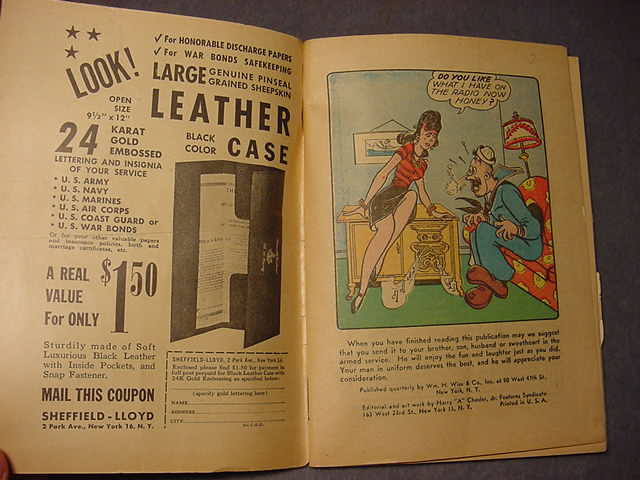 LOOK!
✓ For HONORABLE DISCHARGE PAPERS
✓ For WAR BONDS SAFEKEEPING
LARGE GENUINE PINSEAL
GRAINED SHEEPSKIN
LEATHER
CASE
OPEN
SIZE
9½" x 12"
BLACK
COLOR
24 KARAT
GOLD
EMBOSSED
LETTERING AND INSIGNIA
OF YOUR SERVICE
• U. S. ARMY
• U. S. NAVY
• U. S. MARINES
• U. S. AIR CORPS
• U. S. COAST GUARD or
• U. S. WAR BONDS
Or for your other valuable papers
and insurance policies, birth and
marriage certificates, etc.
A REAL
VALUE
For ONLY
$1.50
Sturdily made of Soft
Luxurious Black Leather
with Inside Pockets, and
Snap Fastener.
MAIL THIS COUPON
SHEFFIELD - LLOYD
2 Park Ave., New York 16, N. Y.
SHEFFIELD-LLOYD, 2 Park Ave., New York 16
Enclosed please find $1.50 for payment in
full post prepaid for Black Leather Case with
24K Gold Embossing as specified below:
(specify gold lettering here)
NAME
ADDRESS
CITY
DO YOU LIKE
WHAT I HAVE ON
THE RADIO NOW
HONEY?
When you have finished reading this publication may we suggest
that you send it to your brother, son, husband or sweetheart in the
armed service. He will enjoy the fun and laughter just as you did.
Your man in uniform deserves the best, and he will appreciate your
consideration.
Published quarterly by Wm. H. Wise & Co., Inc. at 50 West 47th St.,
New York, N. Y.
Editorial and art work by Harry "A" Chesler, Jr. Features Syndicate
163 West 23rd St., New York 11, N. Y.
Printed in U. S. A.